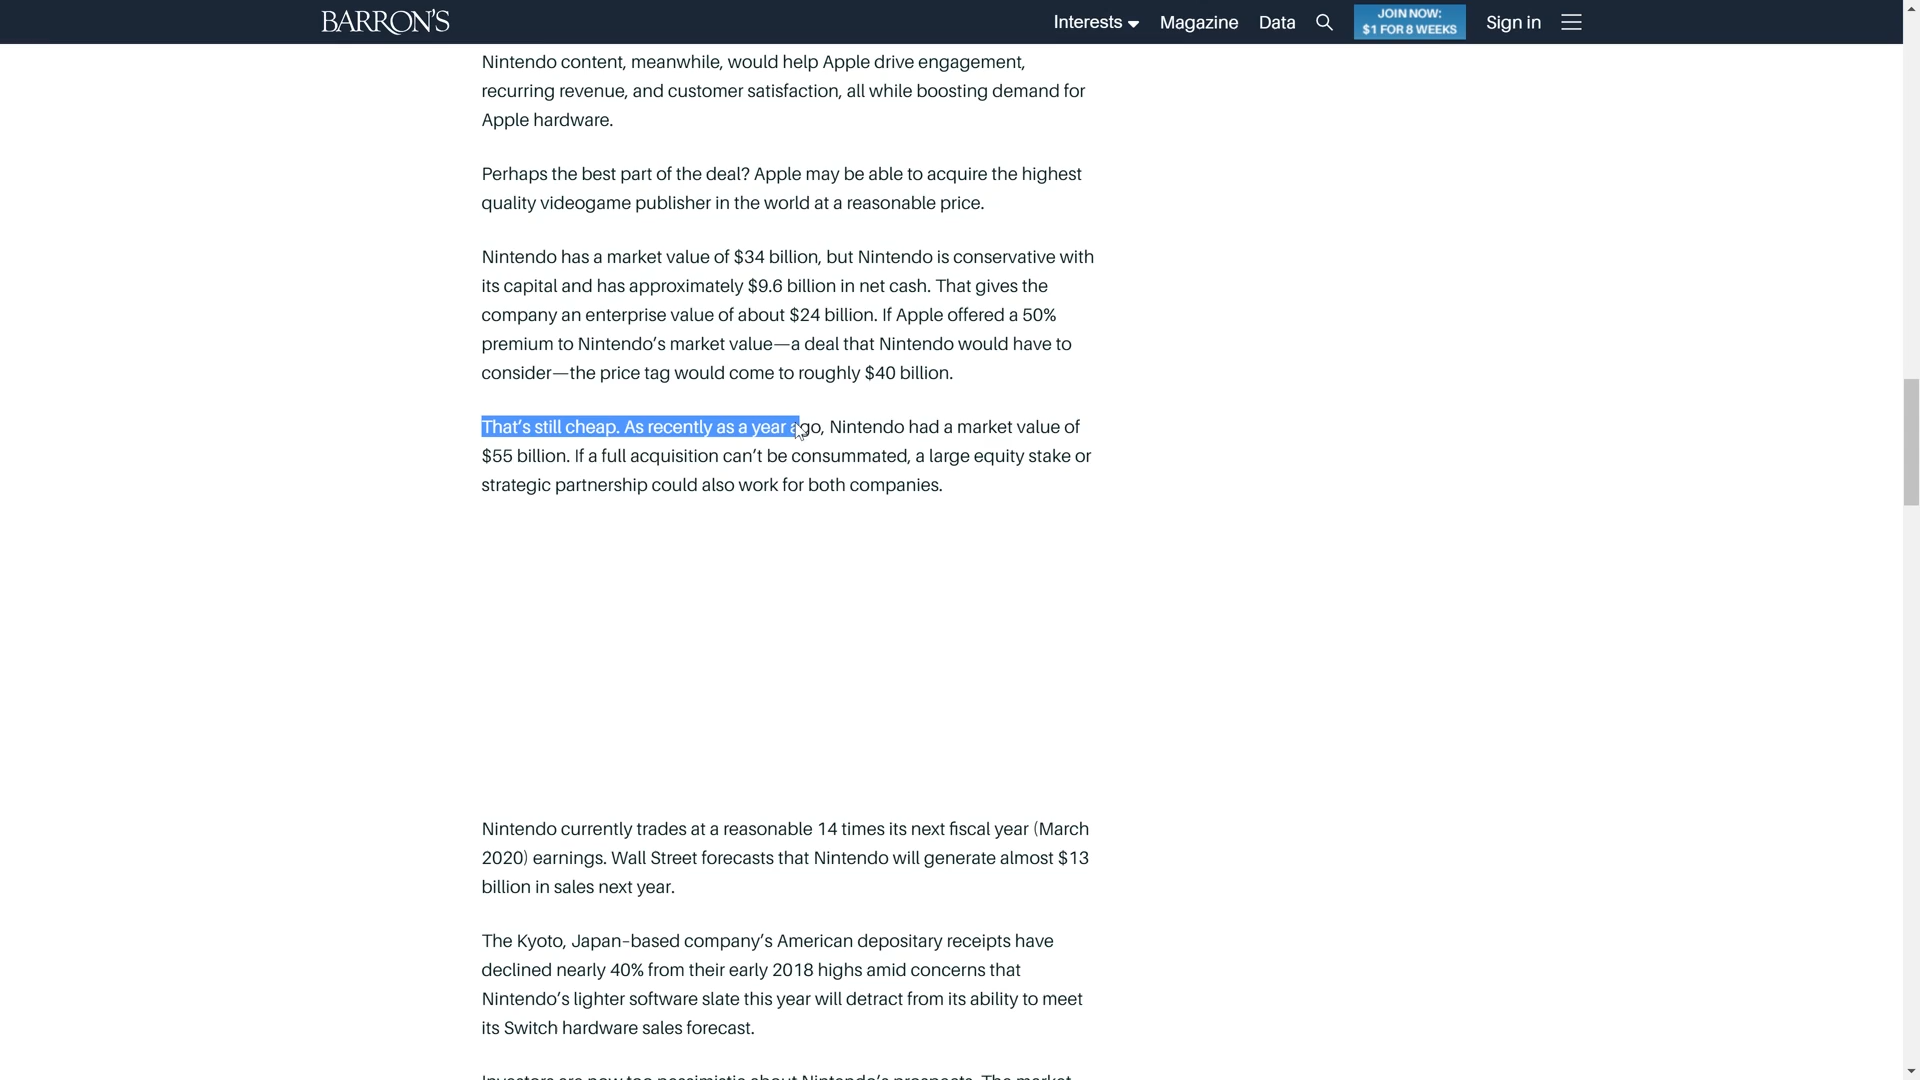 BARRON'S
Interests
Magazine
Data
JOIN NOW:
$1 FOR 8 WEEKS
Sign in
Nintendo content, meanwhile, would help Apple drive engagement,
recurring revenue, and customer satisfaction, all while boosting demand for
Apple hardware.
Perhaps the best part of the deal? Apple may be able to acquire the highest
quality videogame publisher in the world at a reasonable price.
Nintendo has a market value of $34 billion, but Nintendo is conservative with
its capital and has approximately $9.6 billion in net cash. That gives the
company an enterprise value of about $24 billion. If Apple offered a 50%
premium to Nintendo’s market value—a deal that Nintendo would have to
consider—the price tag would come to roughly $40 billion.
That’s still cheap. As recently as a year ago, Nintendo had a market value of
$55 billion. If a full acquisition can’t be consummated, a large equity stake or
strategic partnership could also work for both companies.
Nintendo currently trades at a reasonable 14 times its next fiscal year (March
2020) earnings. Wall Street forecasts that Nintendo will generate almost $13
billion in sales next year.
The Kyoto, Japan–based company’s American depositary receipts have
declined nearly 40% from their early 2018 highs amid concerns that
Nintendo’s lighter software slate this year will detract from its ability to meet
its Switch hardware sales forecast.
Investors are now too pessimistic about Nintendo’s prospects. The market